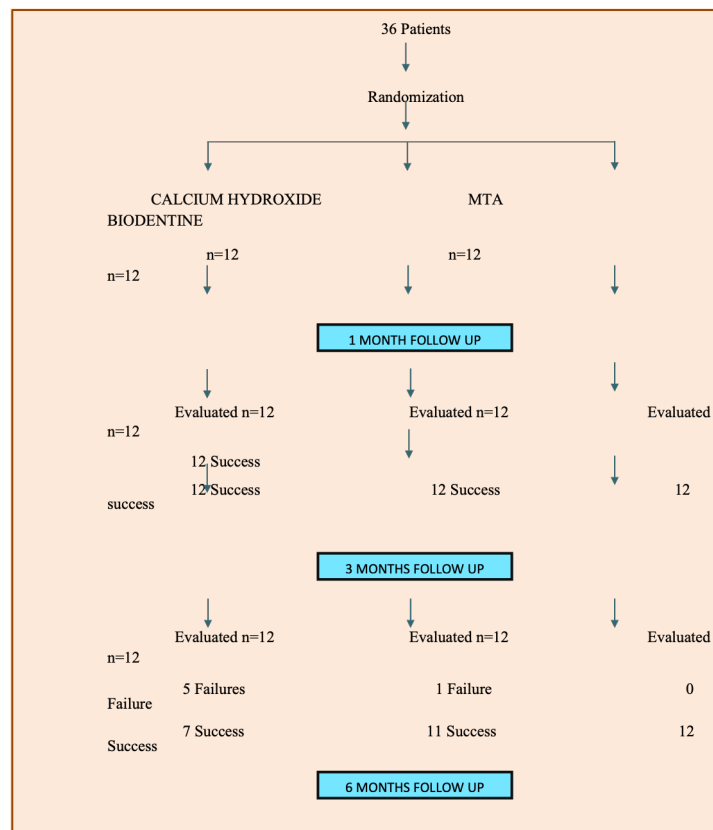 36 Patients
Randomization
CALCIUM HYDROXIDE MTA
BIODENTINE
n=12 n=12
n=12
1 MONTH FOLLOW UP
Evaluated n=12 Evaluated n=12 Evaluated
n=12
12 Success
12 Success 12 Success 12
success
3 MONTHS FOLLOW UP
Evaluated n=12 Evaluated n=12 Evaluated
n=12
5 Failures 1 Failure 0
Failure
7 Success 11 Success 12
Success
6 MONTHS FOLLOW UP